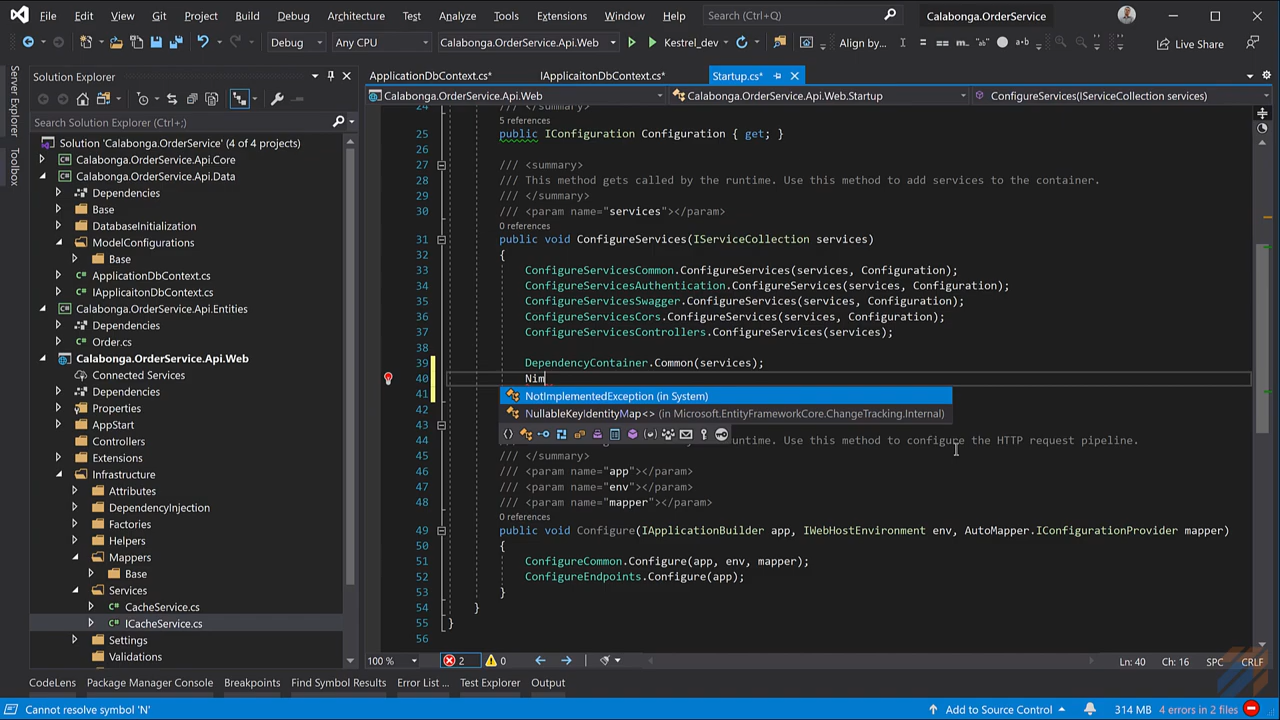 File Edit View Git Project Build Debug Architecture Test Analyze Tools Extensions Window Help Search (Ctrl+Q) Calabonga.OrderService
Debug Any CPU Calabonga.OrderService.Api.Web Kestrel_dev Align by... Live Share
Server Explorer
Toolbox
Solution Explorer
Search Solution Explorer (Ctrl+;)
Solution 'Calabonga.OrderService' (4 of 4 projects)
Calabonga.OrderService.Api.Core
Calabonga.OrderService.Api.Data
Dependencies
Base
DatabaseInitialization
ModelConfigurations
Base
ApplicationDbContext.cs
IApplicaitonDbContext.cs
Calabonga.OrderService.Api.Entities
Dependencies
Order.cs
Calabonga.OrderService.Api.Web
Connected Services
Dependencies
Properties
AppStart
Controllers
Extensions
Infrastructure
Attributes
DependencyInjection
Factories
Helpers
Mappers
Base
Services
CacheService.cs
ICacheService.cs
Settings
Validations
ApplicationDbContext.cs* IApplicaitonDbContext.cs* Startup.cs*
Calabonga.OrderService.Api.Web Calabonga.OrderService.Api.Web.Startup ConfigureServices(IServiceCollection services)
24 /// </summary>
5 references
25 public IConfiguration Configuration { get; }
26
27 /// <summary>
28 /// This method gets called by the runtime. Use this method to add services to the container.
29 /// </summary>
30 /// <param name="services"></param>
0 references
31 public void ConfigureServices(IServiceCollection services)
32 {
33 ConfigureServicesCommon.ConfigureServices(services, Configuration);
34 ConfigureServicesAuthentication.ConfigureServices(services, Configuration);
35 ConfigureServicesSwagger.ConfigureServices(services, Configuration);
36 ConfigureServicesCors.ConfigureServices(services, Configuration);
37 ConfigureServicesControllers.ConfigureServices(services);
38
39 DependencyContainer.Common(services);
40 Nim
41 NotImplementedException (in System)
42 NullableKeyIdentityMap<> (in Microsoft.EntityFrameworkCore.ChangeTracking.Internal)
43
44 runtime. Use this method to configure the HTTP request pipeline.
45 /// </summary>
46 /// <param name="app"></param>
47 /// <param name="env"></param>
48 /// <param name="mapper"></param>
0 references
49 public void Configure(IApplicationBuilder app, IWebHostEnvironment env, AutoMapper.IConfigurationProvider mapper)
50 {
51 ConfigureCommon.Configure(app, env, mapper);
52 ConfigureEndpoints.Configure(app);
53 }
54 }
55 }
56
100 % 2 0 Ln: 40 Ch: 16 SPC CRLF
CodeLens Package Manager Console Breakpoints Find Symbol Results Error List ... Test Explorer Output
Cannot resolve symbol 'N' Add to Source Control 314 MB 4 errors in 2 files